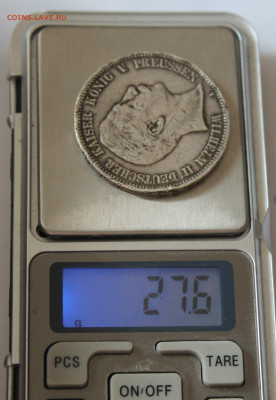 COINS.LAVE.RU
WILHELM II DEUTSCHER KAISER KÖNIG V. PREUSSEN
27.6
g
PCS
TARE
ON/OFF